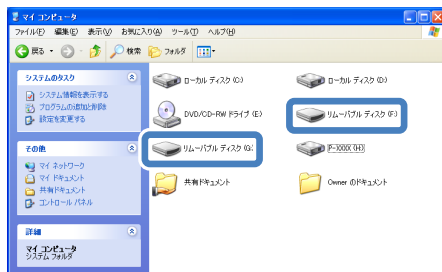 マイ コンピュータ
ファイル(F) 編集(E) 表示(V) お気に入り(A) ツール(T) ヘルプ(H)
戻る 検索 フォルダ
システムのタスク
システム情報を表示する
プログラムの追加と削除
設定を変更する
その他
マイ ネットワーク
マイ ドキュメント
共有ドキュメント
コントロール パネル
詳細
マイ コンピュータ
システム フォルダ
ローカル ディスク (C:) ローカル ディスク (D:)
DVD/CD-RW ドライブ (E:) リムーバブル ディスク (F:)
リムーバブル ディスク (G:) P-XXXX (H:)
共有ドキュメント Owner のドキュメント